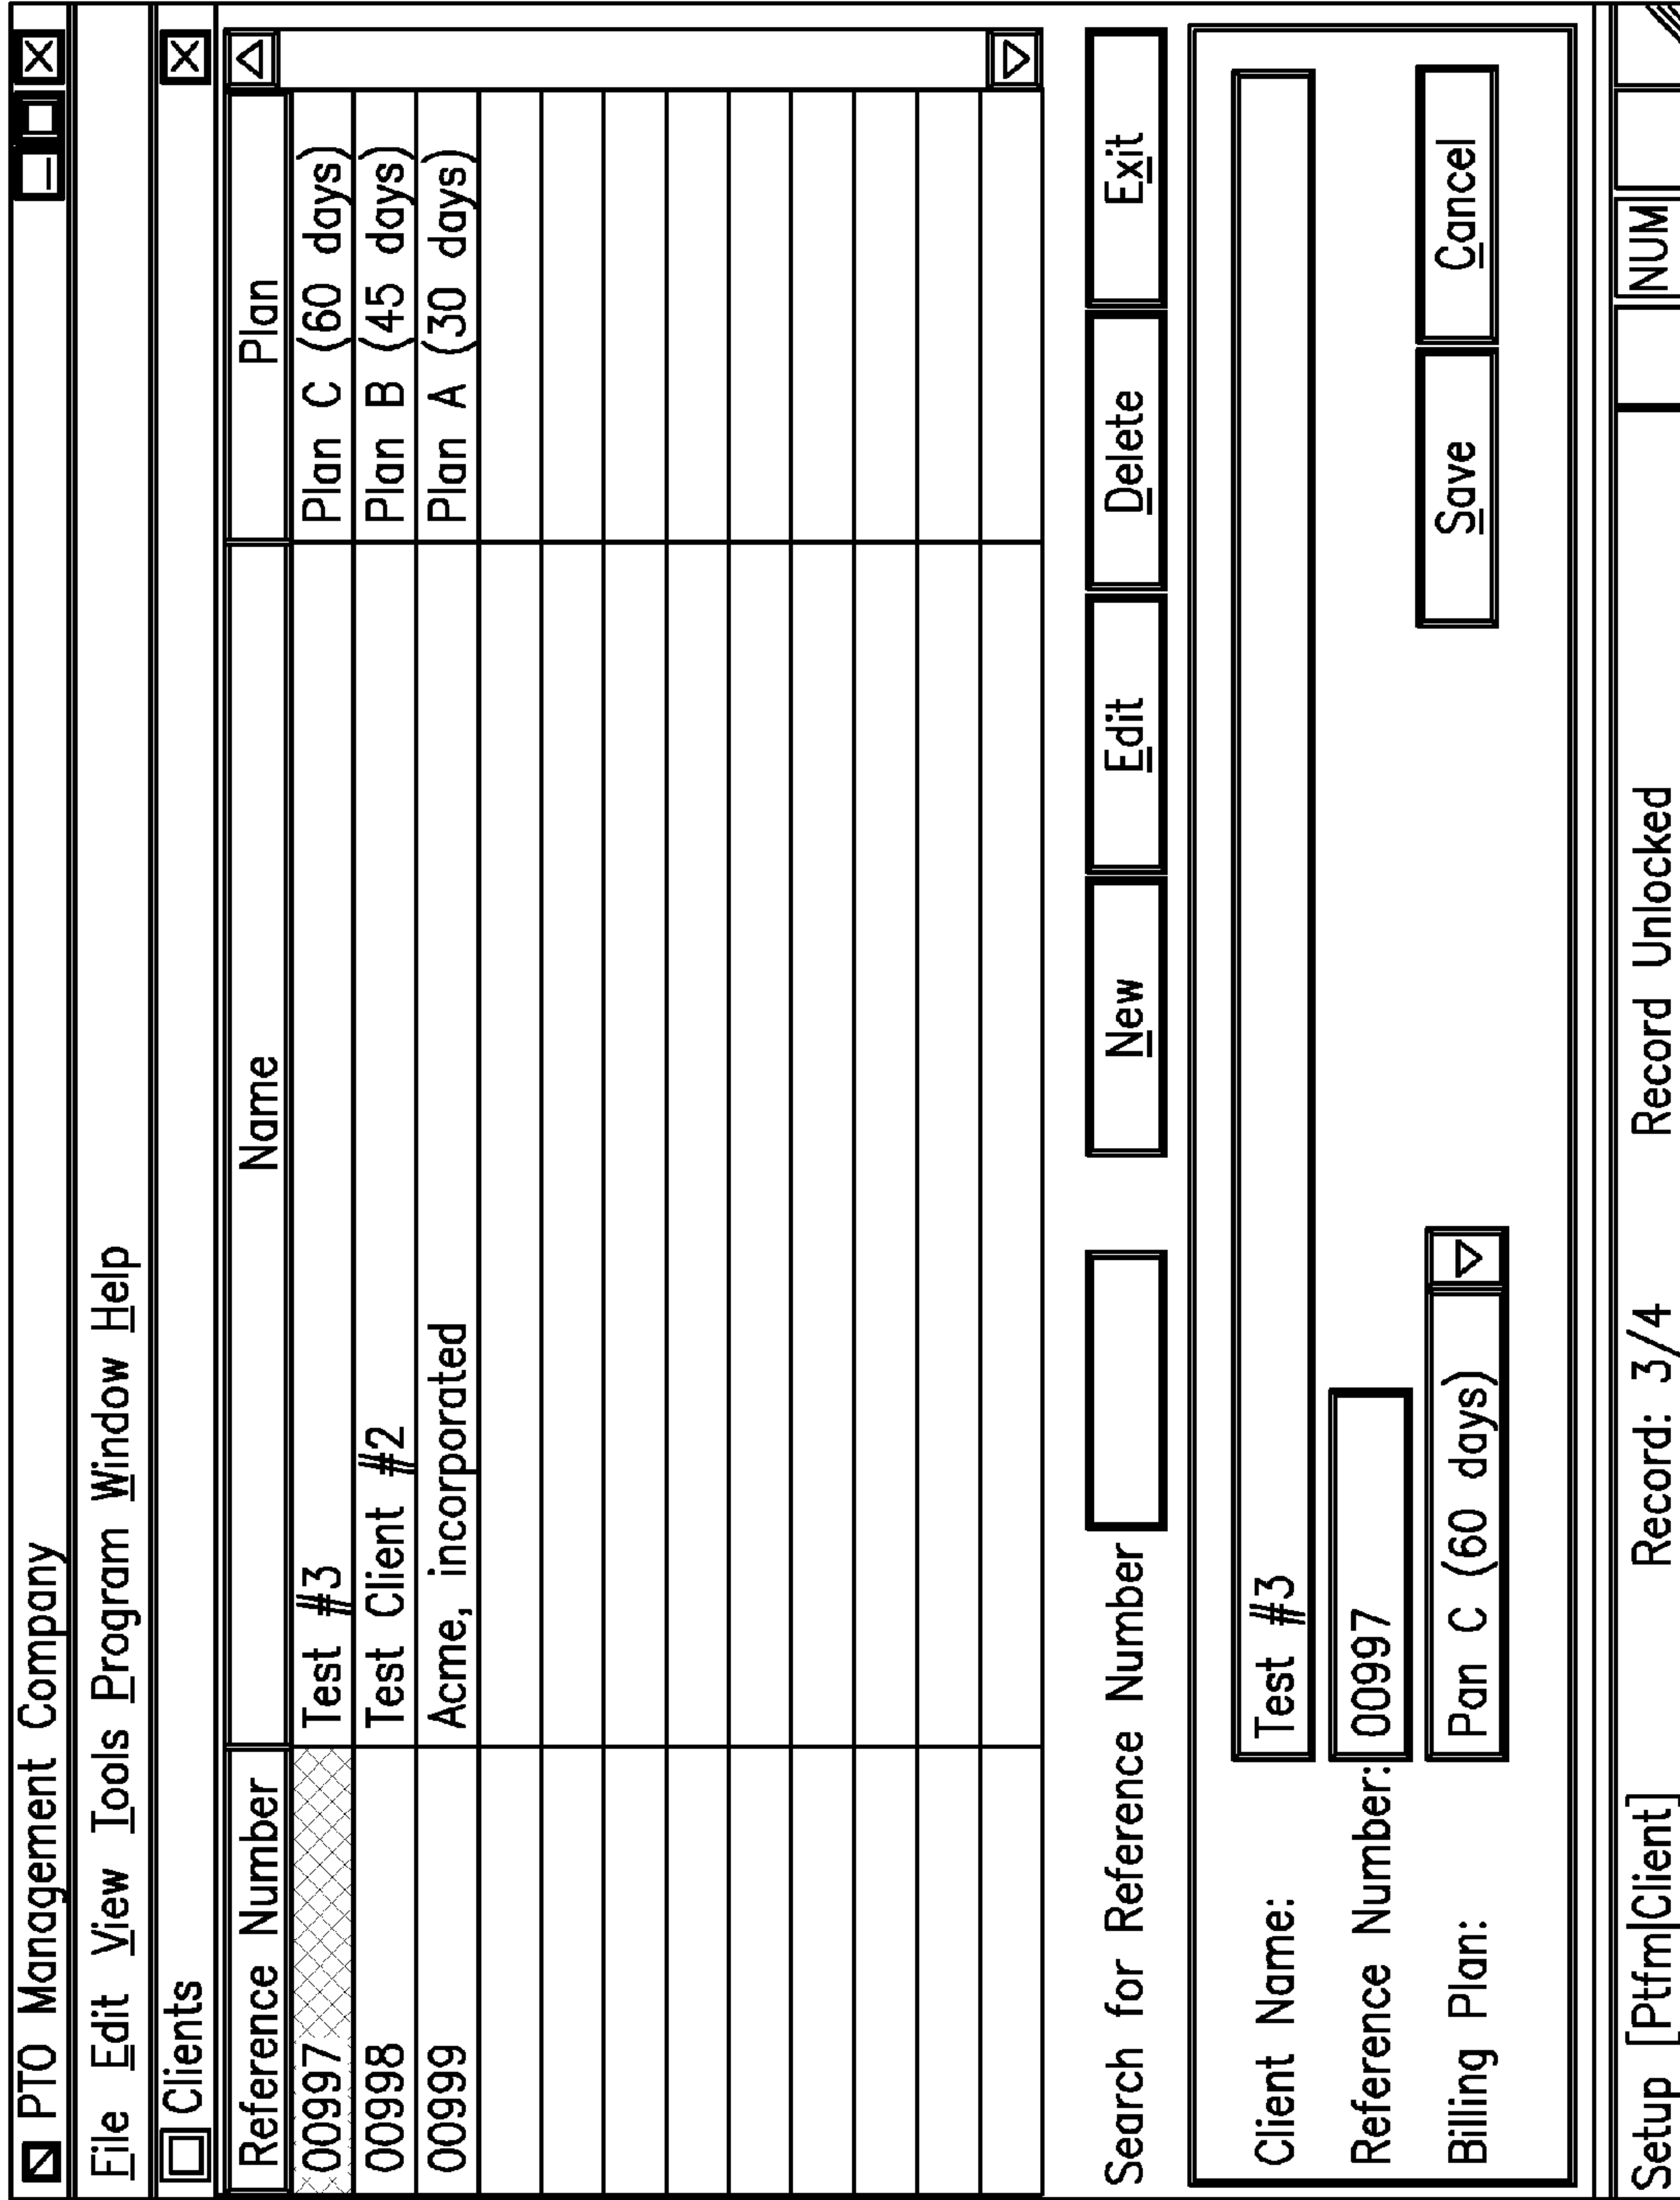 PTO Management Company
File Edit View Tools Program Window Help
Clients
Reference Number Name Plan
00997 Test #3 Plan C (60 days)
00998 Test Client #2 Plan B (45 days)
00999 Acme, incorporated Plan A (30 days)
Search for Reference Number New Edit Delete Exit
Client Name: Test #3
Reference Number: 00997
Billing Plan: Pan C (60 days) Save Cancel
Setup [Ptfm|Client] Record: 3/4 Record Unlocked NUM